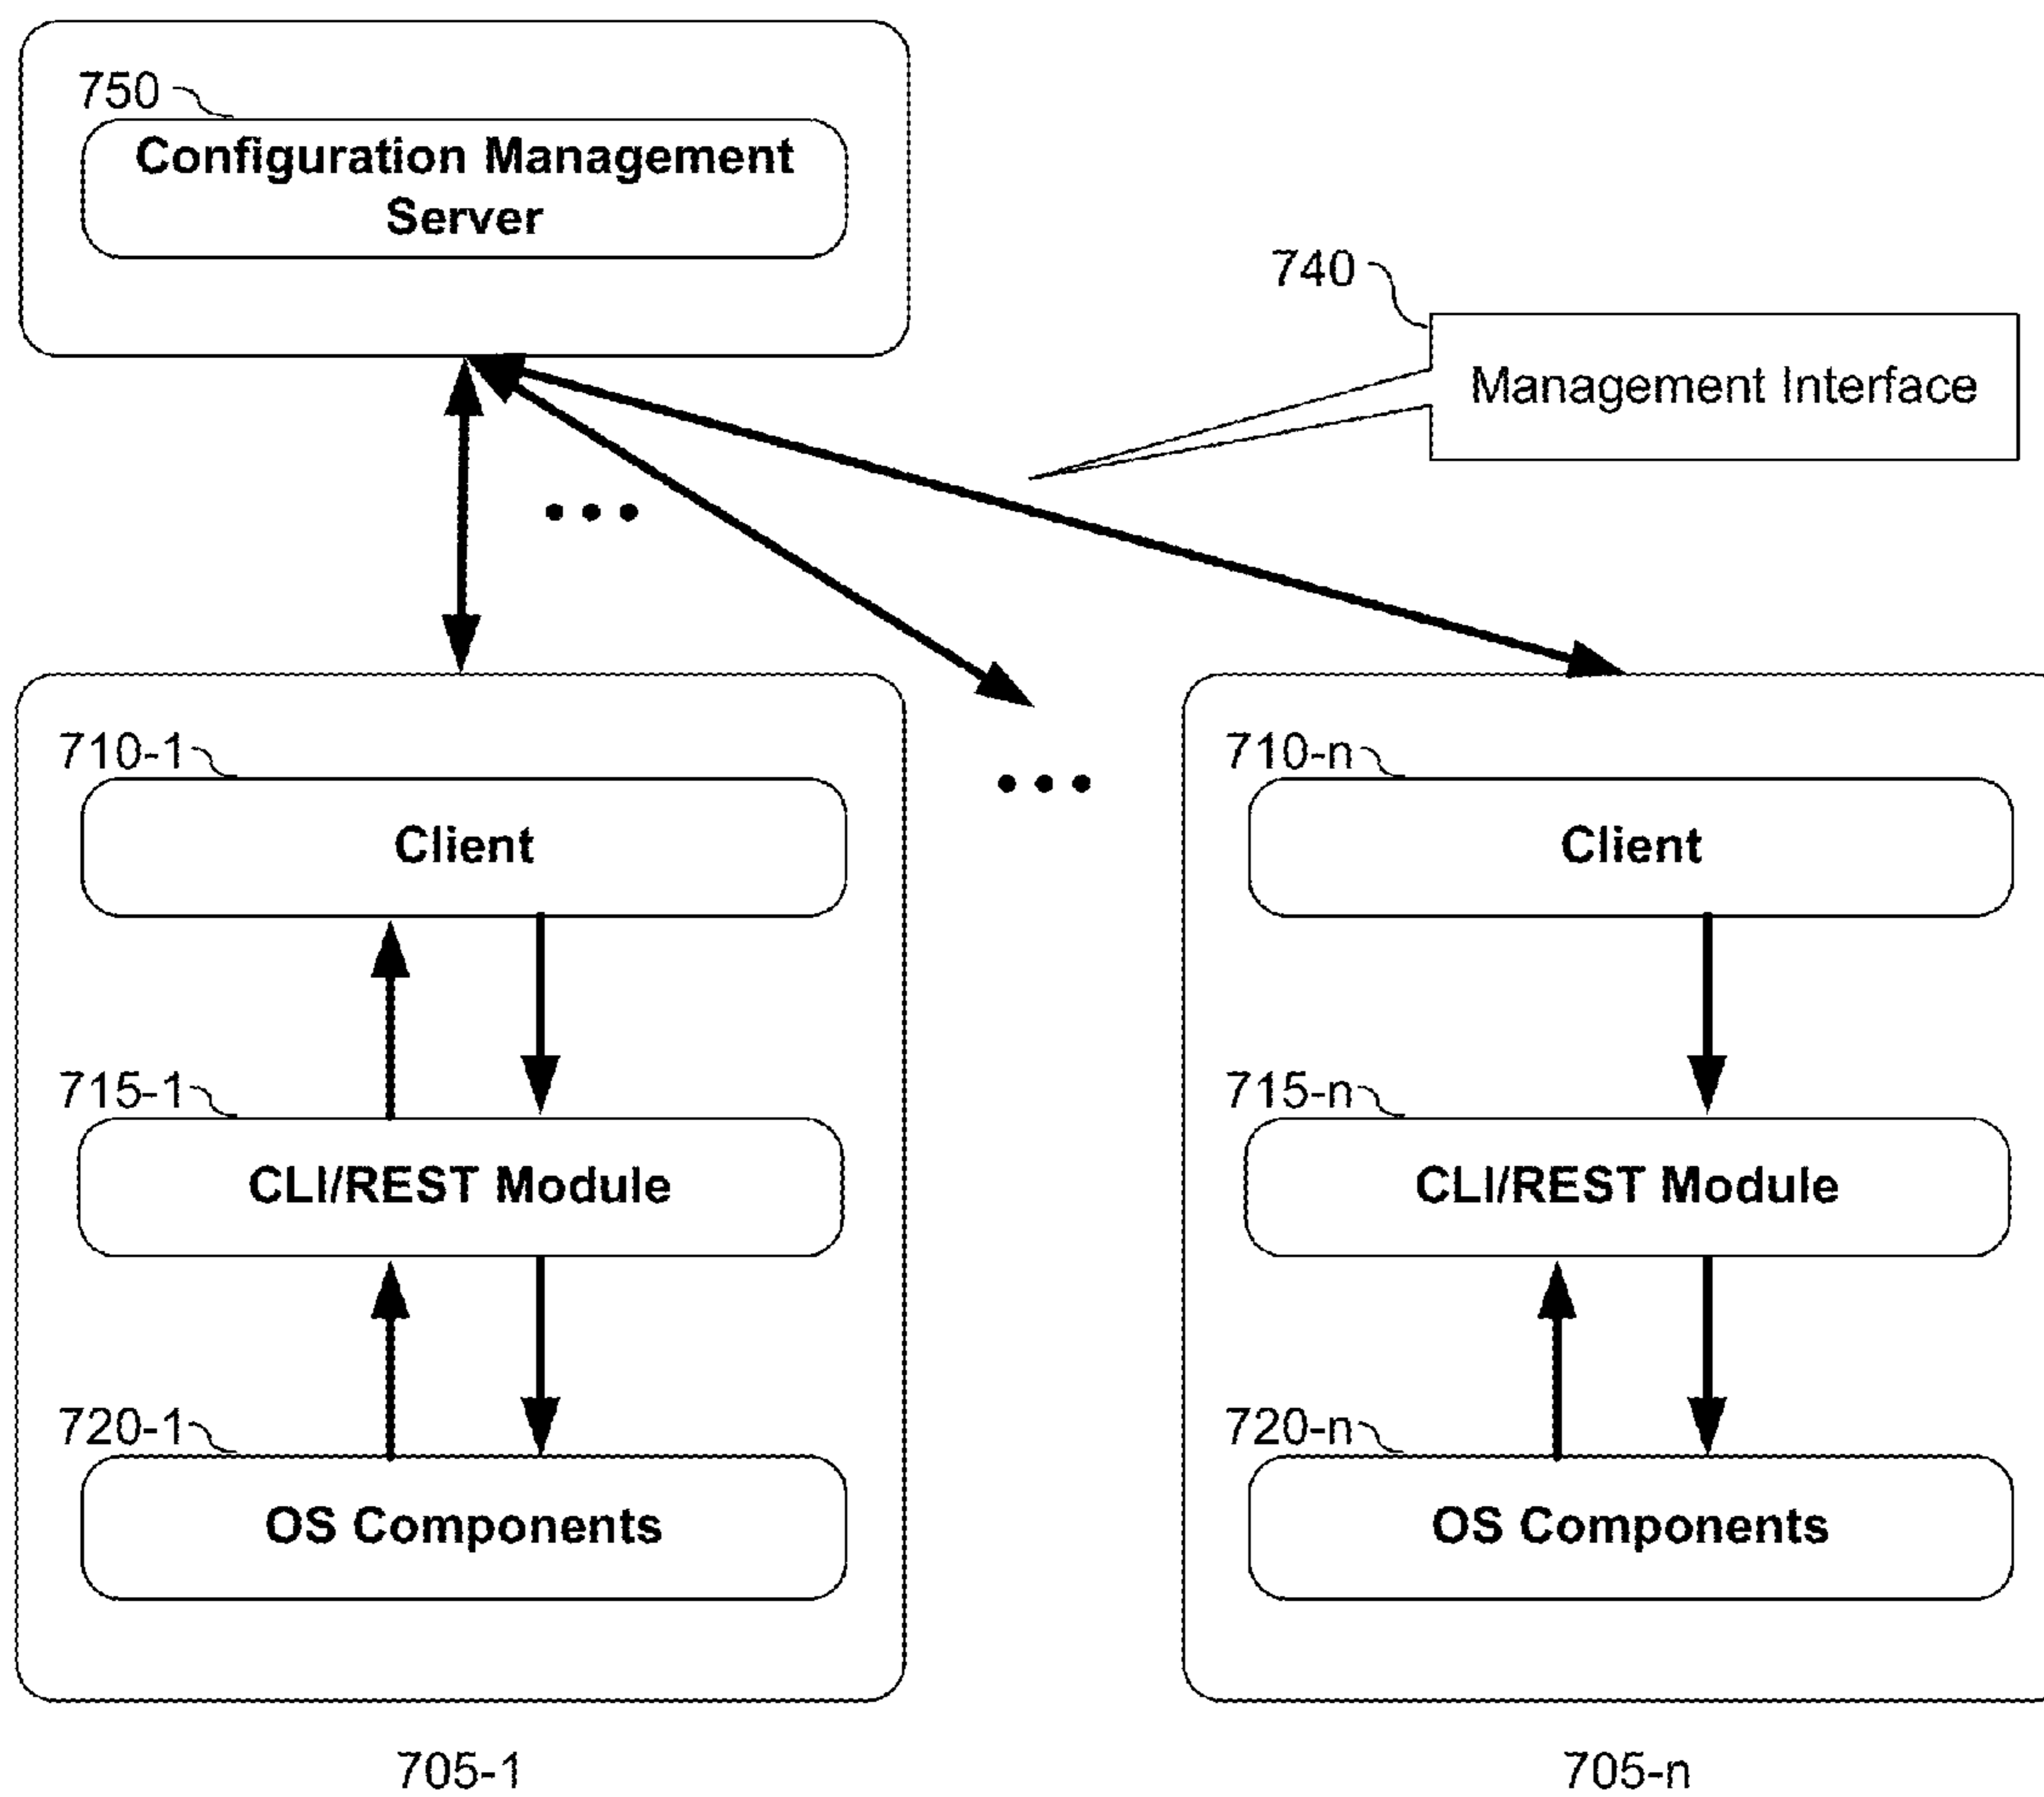 750
Configuration Management
Server
740
Management Interface
710-1
Client
715-1
CLI/REST Module
720-1
OS Components
705-1
710-n
Client
715-n
CLI/REST Module
720-n
OS Components
705-n